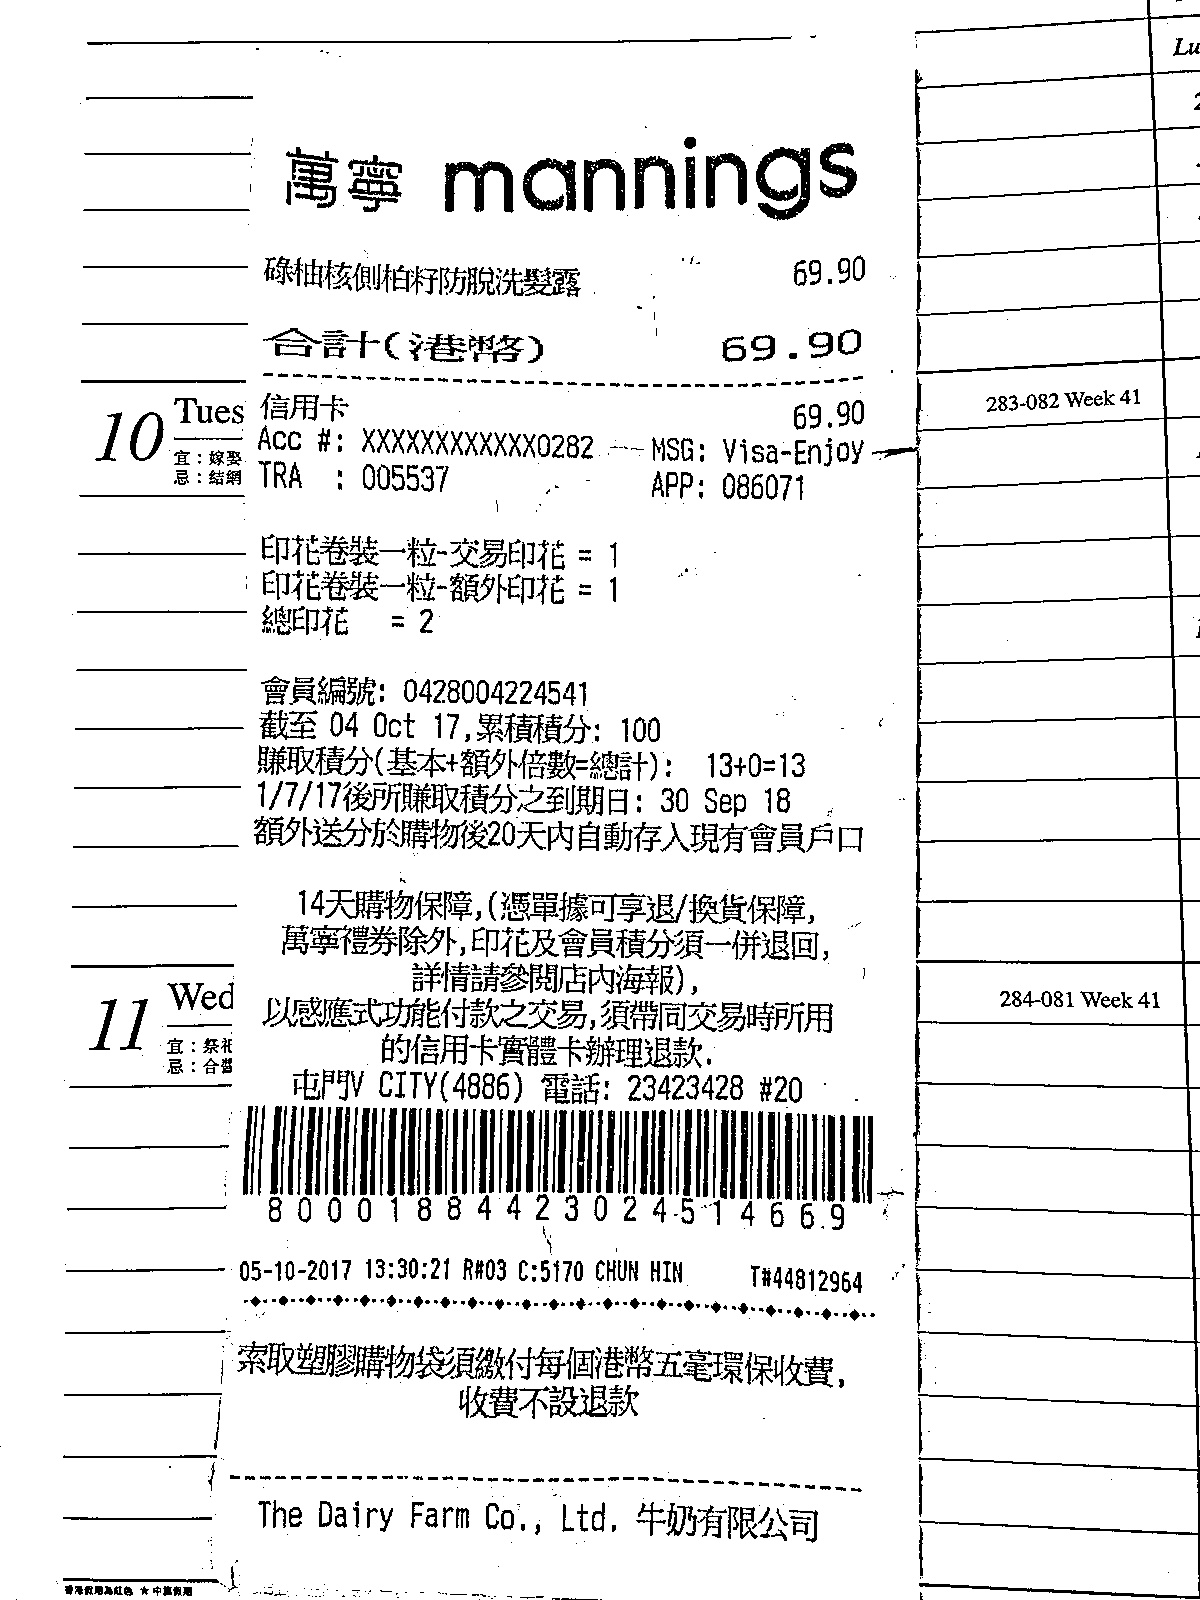 萬寧 mannings
碌柚核側柏籽防脫洗髮露 69.90
合計(港幣) 69.90
信用卡 69.90
Acc #: XXXXXXXXXXXX0282 MSG: Visa-Enjoy
TRA : 005537 APP: 086071
印花卷裝一粒-交易印花 = 1
印花卷裝一粒-額外印花 = 1
總印花 = 2
會員編號: 0428004224541
截至 04 Oct 17,累積積分: 100
賺取積分(基本+額外倍數=總計): 13+0=13
1/7/17後所賺取積分之到期日: 30 Sep 18
額外送分於購物後20天內自動存入現有會員戶口
14天購物保障,(憑單據可享退/換貨保障,
萬寧禮券除外,印花及會員積分須一併退回,
詳情請參閱店內海報),
以感應式功能付款之交易,須帶同交易時所用
的信用卡實體卡辦理退款.
屯門V CITY(4886) 電話: 23423428 #20
80000188442302451 4669
05-10-2017 13:30:21 R#03 C:5170 CHUN HIN T#44812964
索取塑膠購物袋須繳付每個港幣五毫環保收費,
收費不設退款
The Dairy Farm Co., Ltd. 牛奶有限公司
10 Tues
宜:嫁娶
忌:結網
11 Wed
宜:祭祀
忌:合醬
香港假期為紅色 ★中國假期
Lu
283-082 Week 41
284-081 Week 41